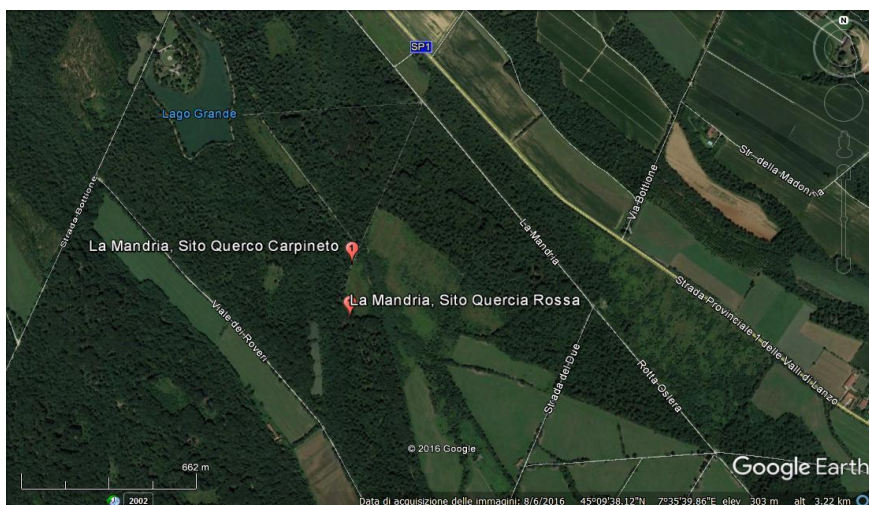 N
SP1
Lago Grande
Str. della Madonna
Via Bottione
Strada Bottione
La Mandria
La Mandria, Sito Querco Carpineto
1
La Mandria, Sito Quercia Rossa
Strada Provinciale 1 delle Valli di Lanzo
Viale dei Roveri
Strada del Due
Rotta Osiera
© 2016 Google
Google Earth
662 m
2002
Data di acquisizione delle immagini: 8/6/2016 45°09'38.12"N 7°35'39.86"E elev 303 m alt 3.22 km